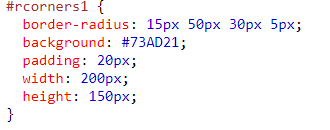 #rcorners1 {
  border-radius: 15px 50px 30px 5px;
  background: #73AD21;
  padding: 20px;
  width: 200px;
  height: 150px;
}